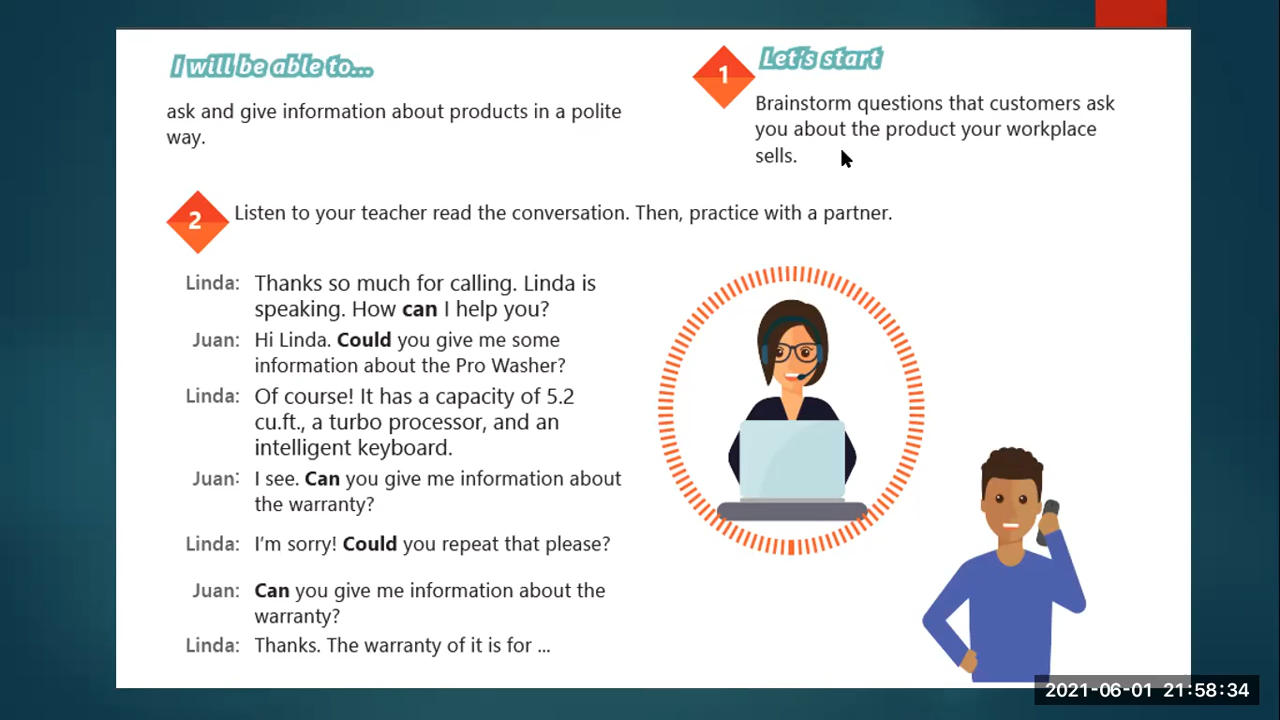 I will be able to...
ask and give information about products in a polite
way.
1
Let's start
Brainstorm questions that customers ask
you about the product your workplace
sells.
2
Listen to your teacher read the conversation. Then, practice with a partner.
Linda: Thanks so much for calling. Linda is
speaking. How can I help you?
Juan: Hi Linda. Could you give me some
information about the Pro Washer?
Linda: Of course! It has a capacity of 5.2
cu.ft., a turbo processor, and an
intelligent keyboard.
Juan: I see. Can you give me information about
the warranty?
Linda: I'm sorry! Could you repeat that please?
Juan: Can you give me information about the
warranty?
Linda: Thanks. The warranty of it is for ...
2021-06-01 21:58:34